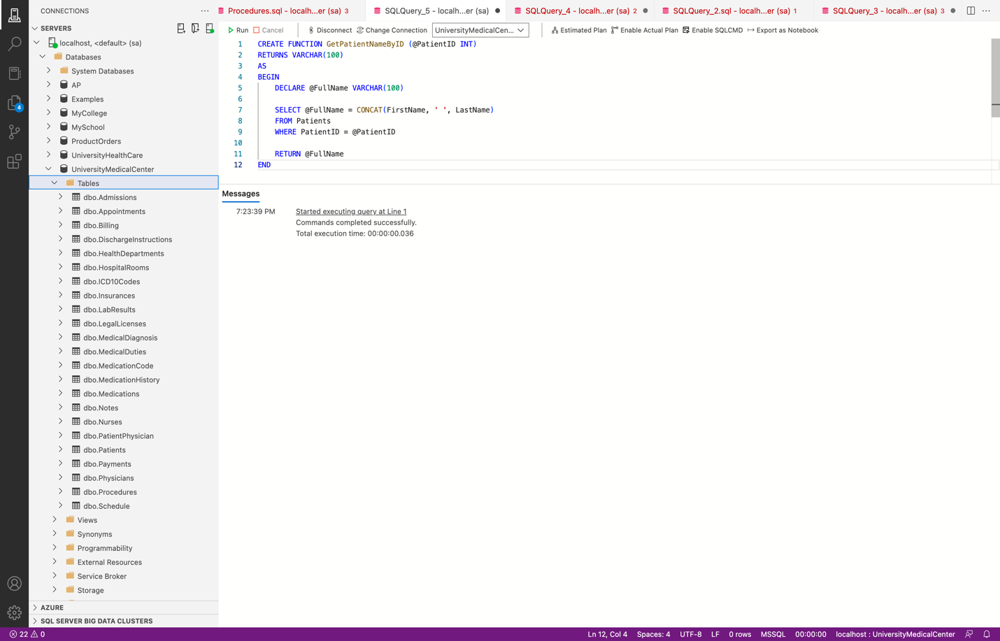 CONNECTIONS
Procedures.sql - localh...er (sa) 3
SQLQuery_5 - localh...er (sa)
SQLQuery_4 - localh...er (sa) 2
SQLQuery_2.sql - localh...er (sa) 1
SQLQuery_3 - localh...er (sa) 3
SERVERS
Run
Cancel
Disconnect
Change Connection
UniversityMedicalCen...
Estimated Plan
Enable Actual Plan
Enable SQLCMD
Export as Notebook
4
localhost, <default> (sa)
Databases
System Databases
AP
Examples
MyCollege
MySchool
ProductOrders
UniversityHealthCare
UniversityMedicalCenter
Tables
dbo.Admissions
dbo.Appointments
dbo.Billing
dbo.DischargeInstructions
dbo.HealthDepartments
dbo.HospitalRooms
dbo.ICD10Codes
dbo.Insurances
dbo.LabResults
dbo.LegalLicenses
dbo.MedicalDiagnosis
dbo.MedicalDuties
dbo.MedicationCode
dbo.MedicationHistory
dbo.Medications
dbo.Notes
dbo.Nurses
dbo.PatientPhysician
dbo.Patients
dbo.Payments
dbo.Physicians
dbo.Procedures
dbo.Schedule
Views
Synonyms
Programmability
External Resources
Service Broker
Storage
AZURE
SQL SERVER BIG DATA CLUSTERS
1 CREATE FUNCTION GetPatientNameByID (@PatientID INT)
2 RETURNS VARCHAR(100)
3 AS
4 BEGIN
5 DECLARE @FullName VARCHAR(100)
6
7 SELECT @FullName = CONCAT(FirstName, ' ', LastName)
8 FROM Patients
9 WHERE PatientID = @PatientID
10
11 RETURN @FullName
12 END
Messages
7:23:39 PM Started executing query at Line 1
Commands completed successfully.
Total execution time: 00:00:00.036
22 0
Ln 12, Col 4
Spaces: 4
UTF-8
LF
0 rows
MSSQL
00:00:00
localhost : UniversityMedicalCenter